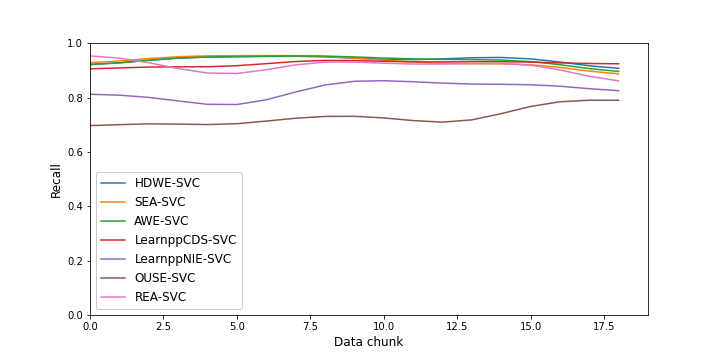 1.0
0.8
0.6
0.4
0.2
0.0
Recall
HDWE-SVC
SEA-SVC
AWE-SVC
LearnppCDS-SVC
LearnppNIE-SVC
OUSE-SVC
REA-SVC
0.0 2.5 5.0 7.5 10.0 12.5 15.0 17.5
Data chunk